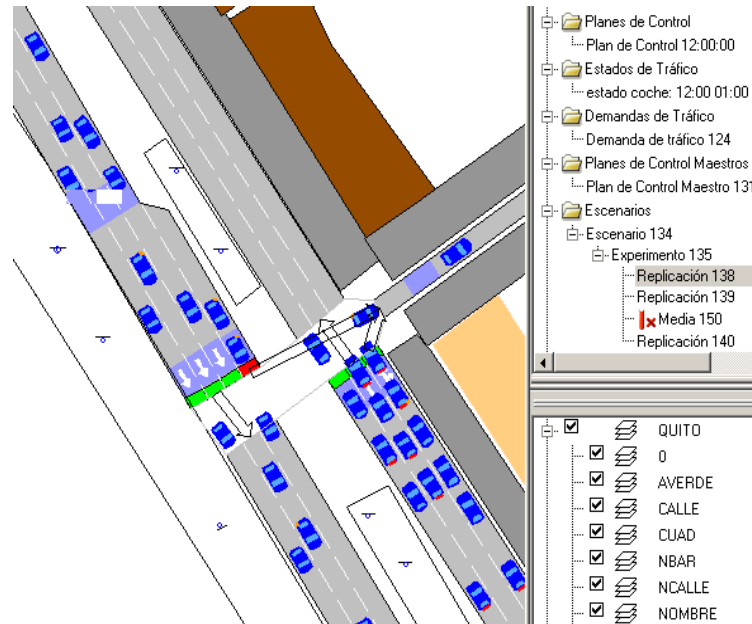 Planes de Control
Plan de Control 12:00:00
Estados de Tráfico
estado coche: 12:00 01:00
Demandas de Tráfico
Demanda de tráfico 124
Planes de Control Maestros
Plan de Control Maestro 131
Escenarios
Escenario 134
Experimento 135
Replicación 138
Replicación 139
Media 150
Replicación 140
QUITO
0
AVERDE
CALLE
CUAD
NBAR
NCALLE
NOMBRE